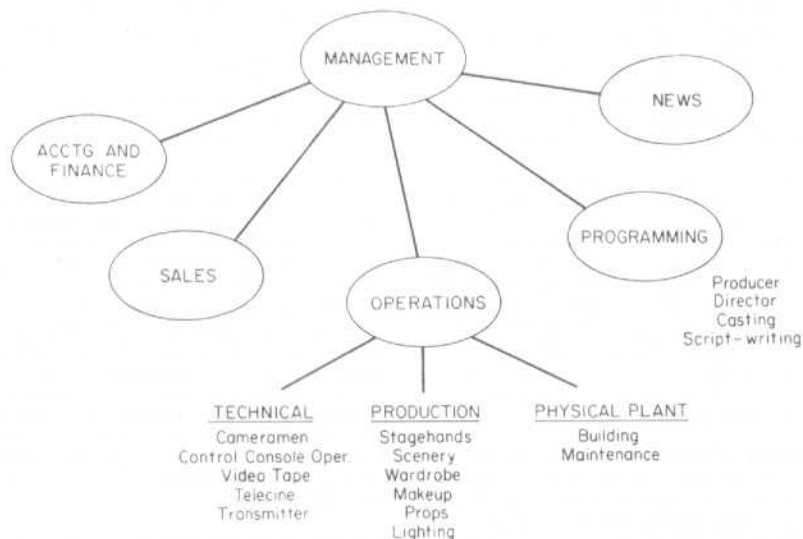 MANAGEMENT
NEWS
ACCTG AND
FINANCE
PROGRAMMING
SALES
OPERATIONS
Producer
Director
Casting
Script-writing
TECHNICAL
Cameramen
Control Console Oper.
Video Tape
Telecine
Transmitter
PRODUCTION
Stagehands
Scenery
Wardrobe
Makeup
Props
Lighting
PHYSICAL PLANT
Building
Maintenance